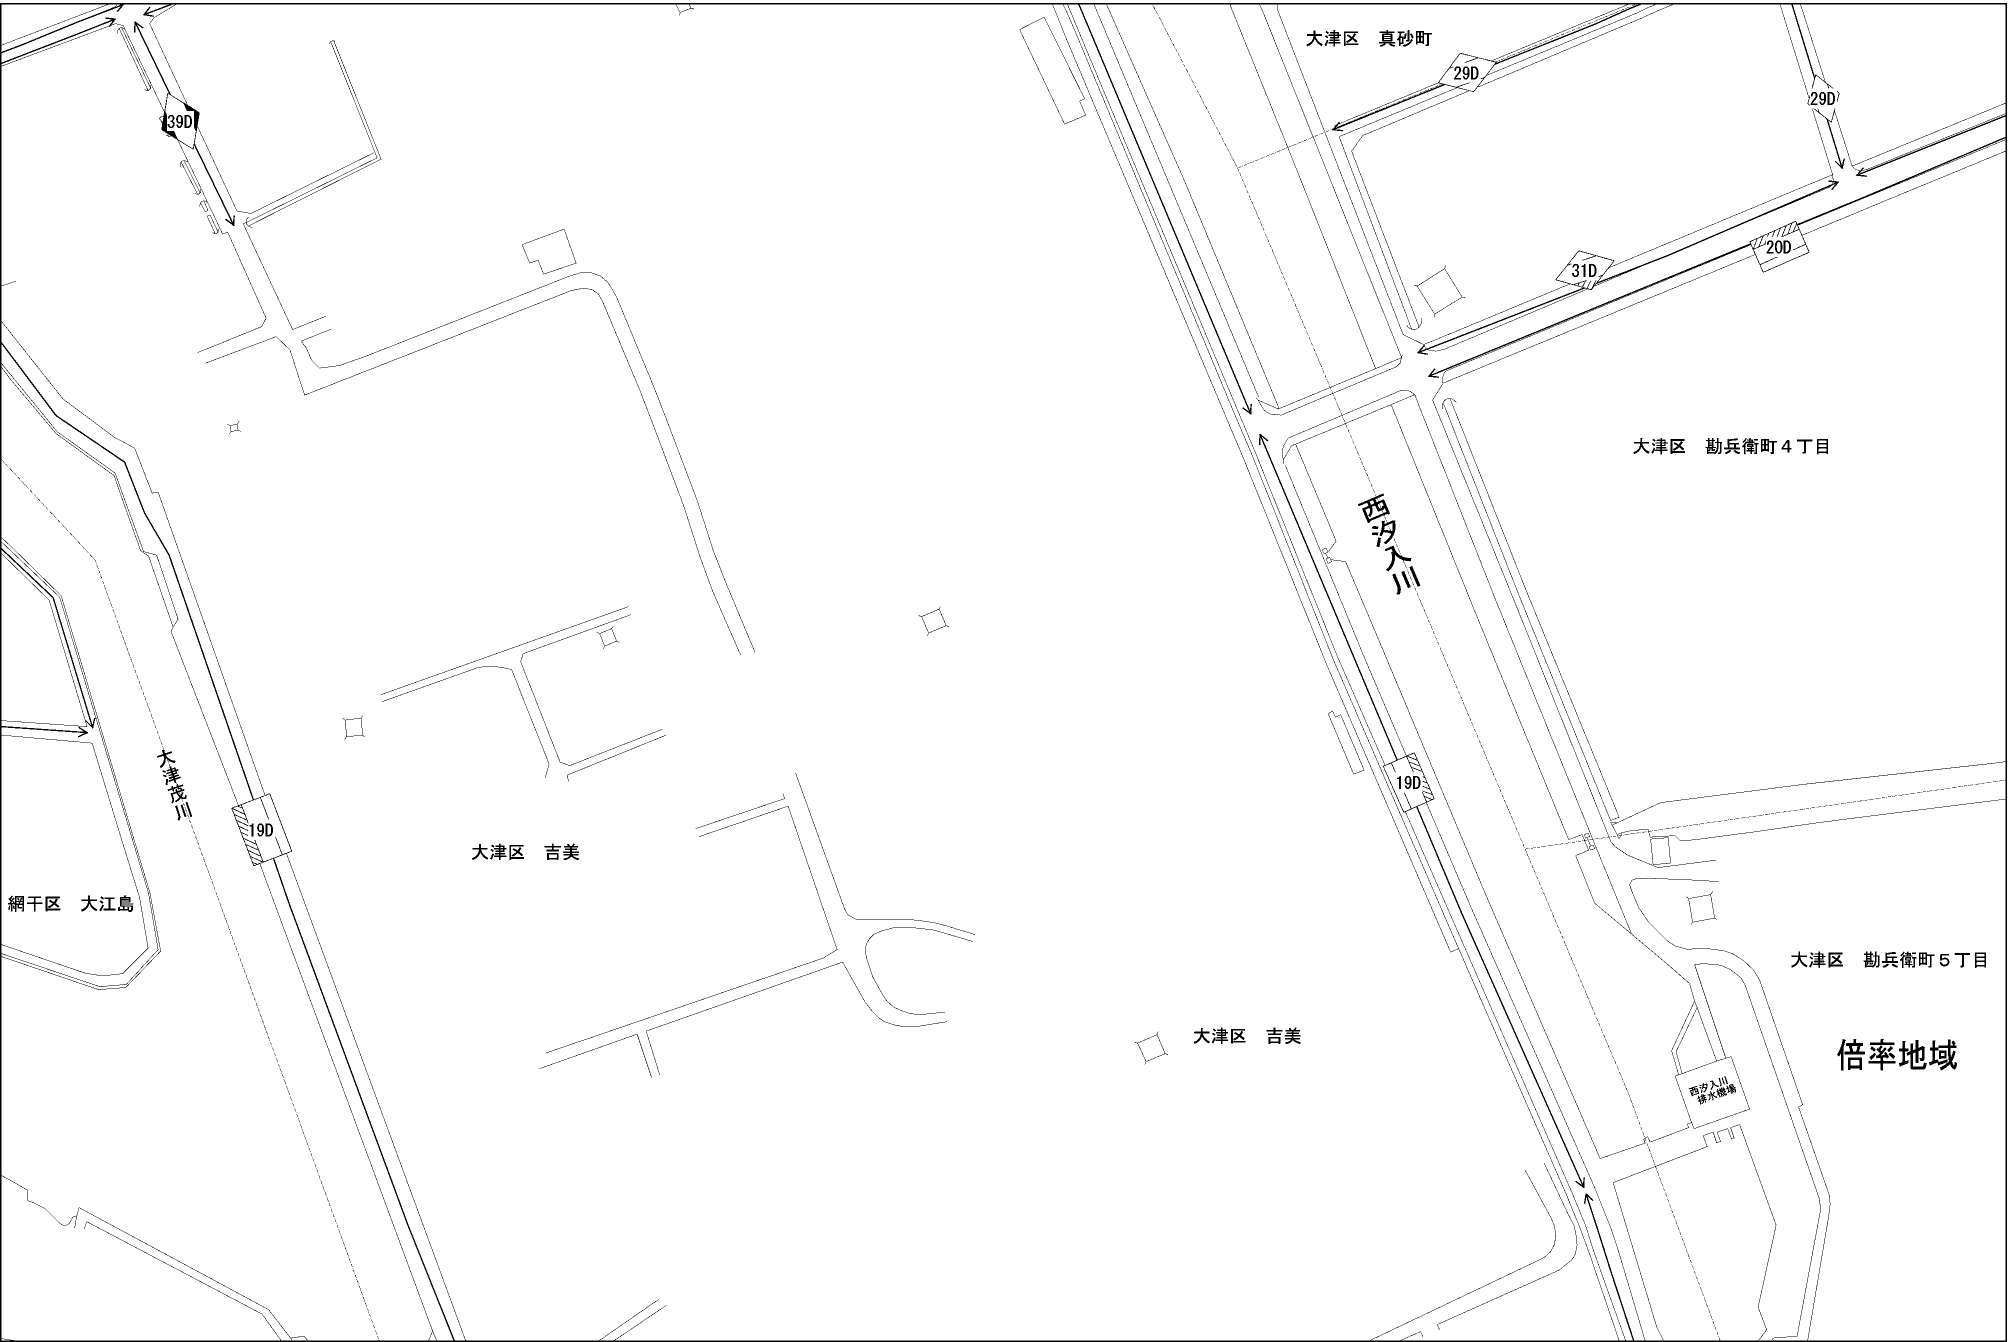 大津区　真砂町
29D
29D
39D
20D
31D
大津区　勘兵衛町４丁目
西汐入川
大津茂川
19D
19D
大津区　吉美
網干区　大江島
大津区　勘兵衛町５丁目
大津区　吉美
倍率地域
西汐入川
排水機場